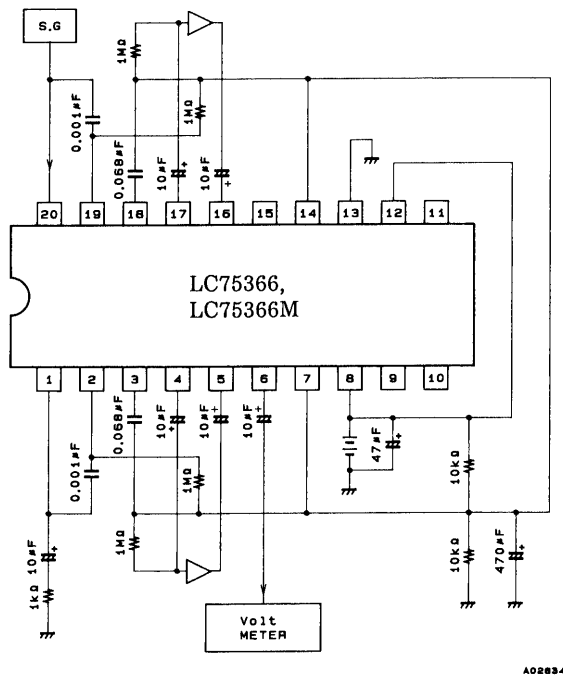 S.G
1MΩ
0.001µF
1MΩ
0.068µF
10µF +
10µF +
20 19 18 17 16 15 14 13 12 11
LC75366,
LC75366M
1 2 3 4 5 6 7 8 9 10
0.068µF
10µF +
10µF +
10µF +
47µF +
0.001µF
1MΩ
10kΩ
10µF +
1MΩ
10kΩ
470µF +
1kΩ
Volt
METER
A02834